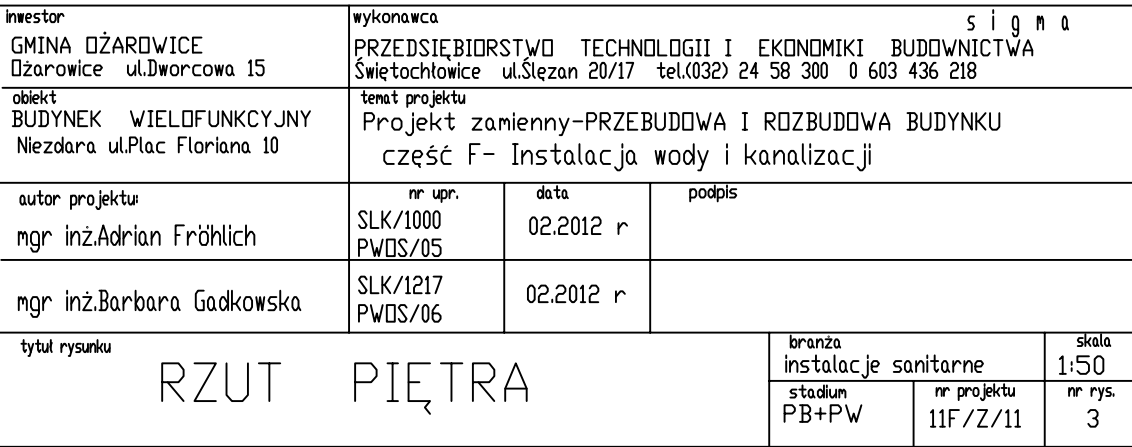 inwestor
GMINA OŻAROWICE
Ożarowice ul.Dworcowa 15
wykonawca
sigma
PRZEDSIĘBIORSTWO TECHNOLOGII I EKONOMIKI BUDOWNICTWA
Świętochłowice ul.Ślęzan 20/17 tel.(032) 24 58 300 0 603 436 218
obiekt
BUDYNEK WIELOFUNKCYJNY
Niezdara ul.Plac Floriana 10
temat projektu
Projekt zamienny-PRZEBUDOWA I ROZBUDOWA BUDYNKU
część F- Instalacja wody i kanalizacji
autor projektu:
nr upr.
data
podpis
mgr inż.Adrian Fröhlich
SLK/1000
PWOS/05
02.2012 r
mgr inż.Barbara Gadkowska
SLK/1217
PWOS/06
02.2012 r
tytuł rysunku
RZUT PIĘTRA
branża
instalacje sanitarne
skala
1:50
stadium
PB+PW
nr projektu
11F/Z/11
nr rys.
3